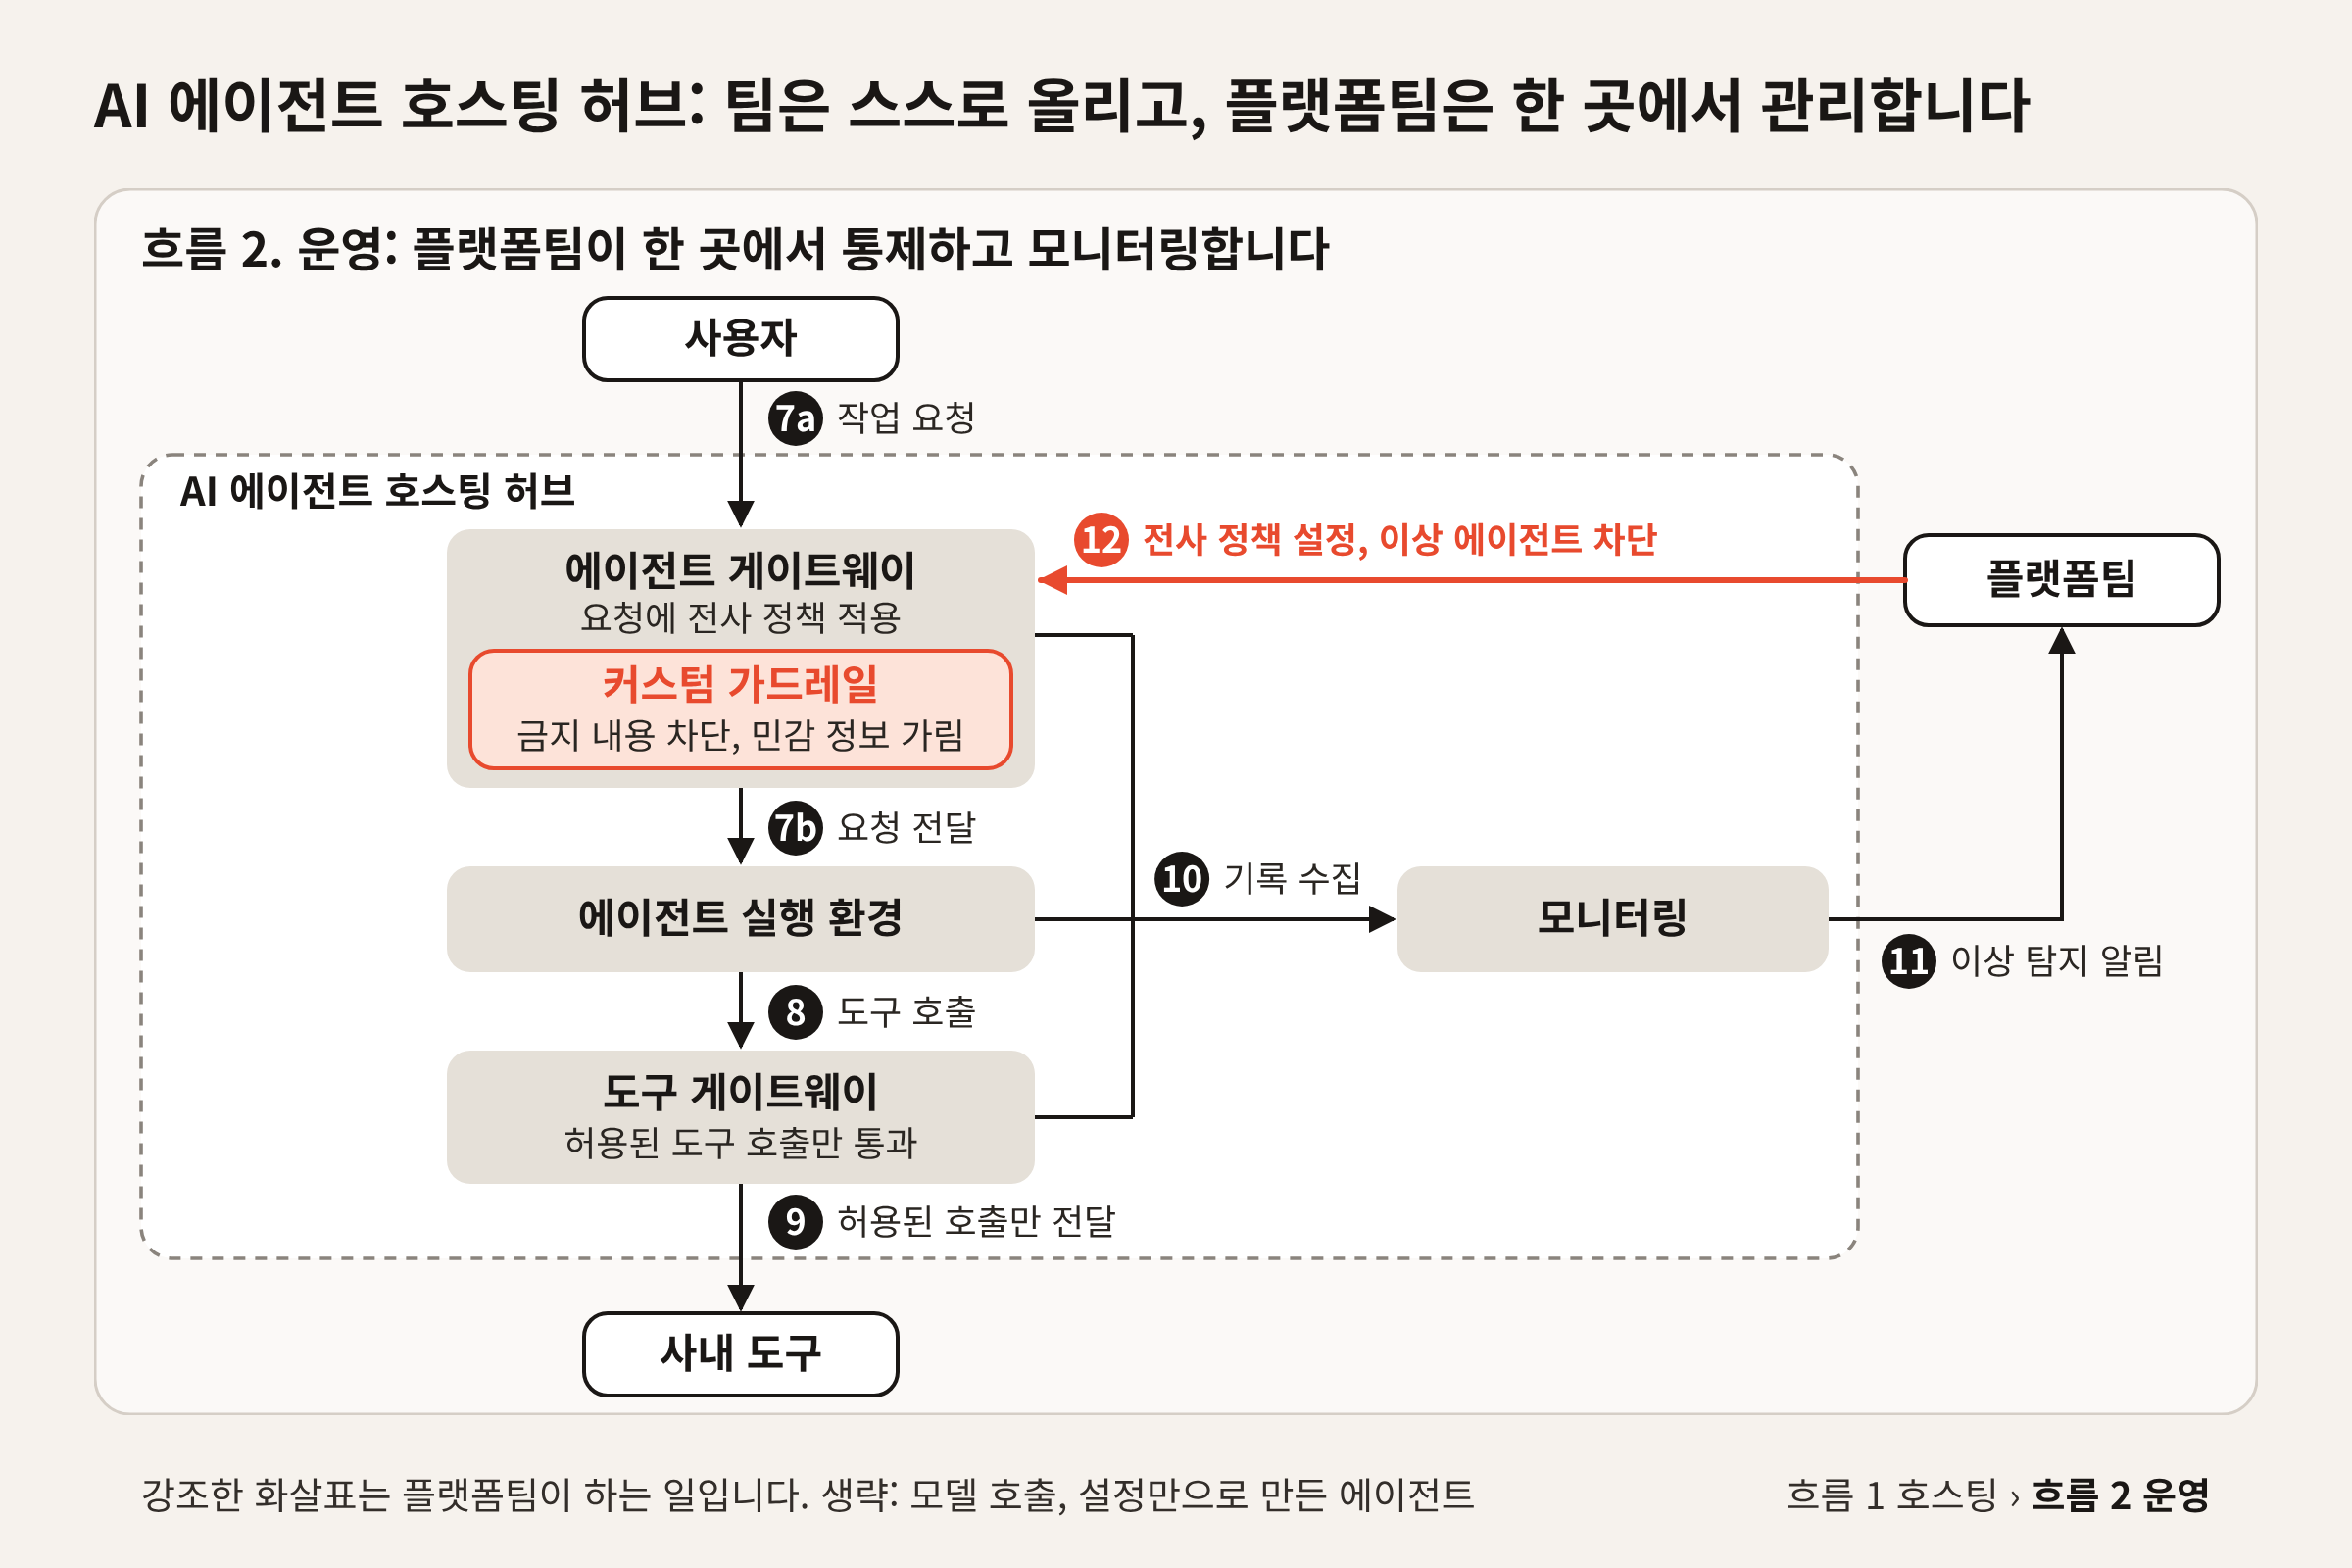 AI 에이전트 호스팅 허브: 팀은 스스로 올리고, 플랫폼팀은 한 곳에서 관리합니다
흐름 2. 운영: 플랫폼팀이 한 곳에서 통제하고 모니터링합니다
사용자
7a 작업 요청
AI 에이전트 호스팅 허브
에이전트 게이트웨이
요청에 전사 정책 적용
커스텀 가드레일
금지 내용 차단, 민감 정보 가림
12 전사 정책 설정, 이상 에이전트 차단
플랫폼팀
7b 요청 전달
에이전트 실행 환경
10 기록 수집
모니터링
11 이상 탐지 알림
8 도구 호출
도구 게이트웨이
허용된 도구 호출만 통과
9 허용된 호출만 전달
사내 도구
강조한 화살표는 플랫폼팀이 하는 일입니다. 생략: 모델 호출, 설정만으로 만든 에이전트
흐름 1 호스팅 › 흐름 2 운영